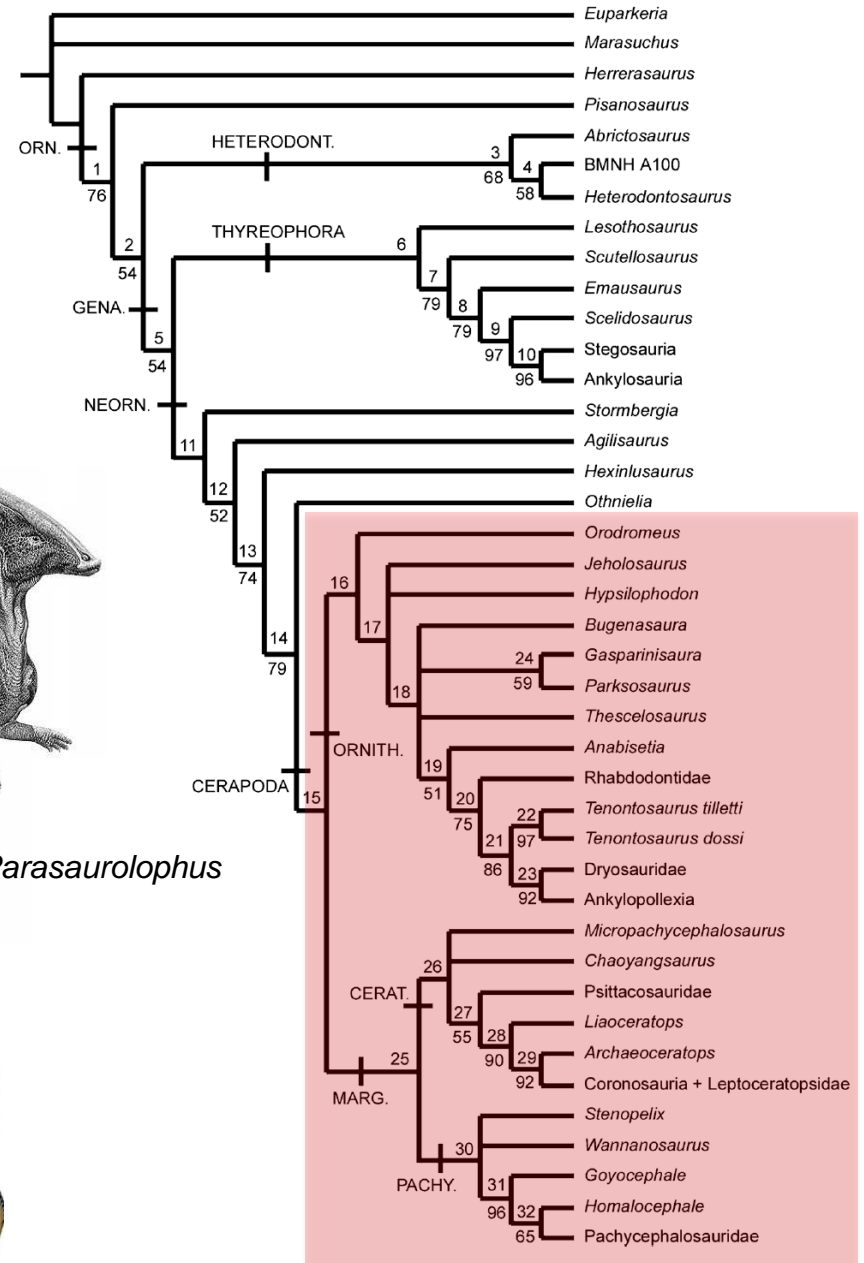 Euparkeria
Marasuchus
Herrerasaurus
Pisanosaurus
ORN.
HETERODONT.
Abrictosaurus
1
3
4
BMNH A100
76
68
58
Heterodontosaurus
THYREOPHORA
Lesothosaurus
2
6
54
Scutellosaurus
7
79
Emausaurus
GENA.
8
79
Scelidosaurus
5
9
54
97
10
Stegosauria
96
Ankylosauria
NEORN.
Stormbergia
11
Agilisaurus
12
52
Hexinlusaurus
Othnielia
13
74
Orodromeus
Jeholosaurus
16
Hypsilophodon
14
79
17
Bugenasaura
24
Gasparinisaura
59
Parksosaurus
18
Thescelosaurus
ORNITH.
Anabisetia
19
51
Rhabdodontidae
CERAPODA
15
20
75
22
Tenontosaurus tilletti
97
Tenontosaurus dossi
21
86
Dryosauridae
23
92
Ankylopollexia
arasaurolophus
Micropachycephalosaurus
26
Chaoyangsaurus
CERAT.
Psittacosauridae
27
55
Liaoceratops
28
90
Archaeoceratops
25
29
92
Coronosauria + Leptoceratopsidae
MARG.
Stenopelix
30
Wannanosaurus
PACHY.
Goyocephale
31
96
Homalocephale
32
65
Pachycephalosauridae